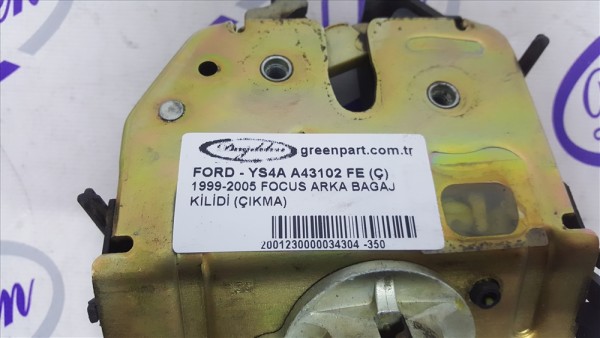 greenpart.com.tr
FORD - YS4A A43102 FE (Ç)
1999-2005 FOCUS ARKA BAGAJ
KİLİDİ (ÇIKMA)
2001230000034304 -350